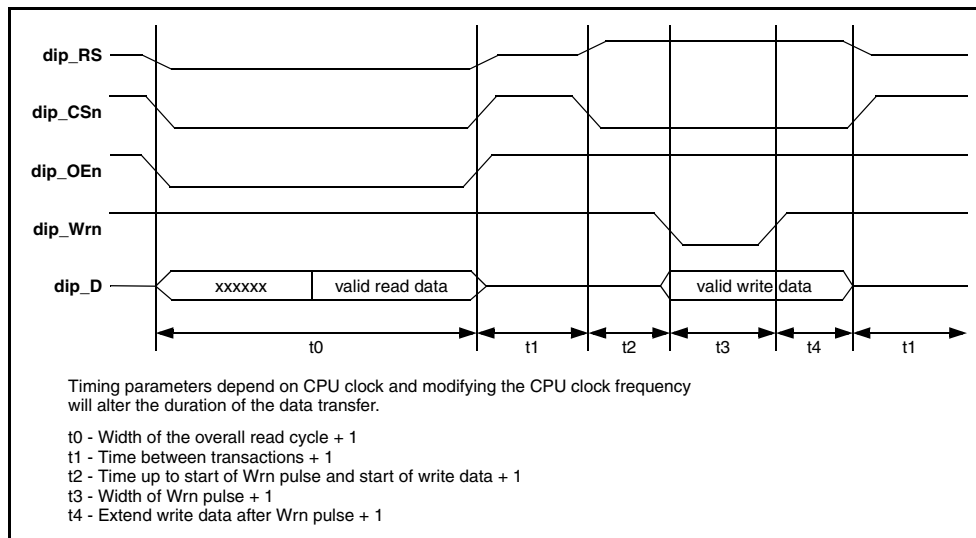 dip_RS
dip_CSn
dip_OEn
dip_Wrn
dip_D
xxxxxx
valid read data
valid write data
t0
t1
t2
t3
t4
t1
Timing parameters depend on CPU clock and modifying the CPU clock frequency
will alter the duration of the data transfer.
t0 - Width of the overall read cycle + 1
t1 - Time between transactions + 1
t2 - Time up to start of Wrn pulse and start of write data + 1
t3 - Width of Wrn pulse + 1
t4 - Extend write data after Wrn pulse + 1